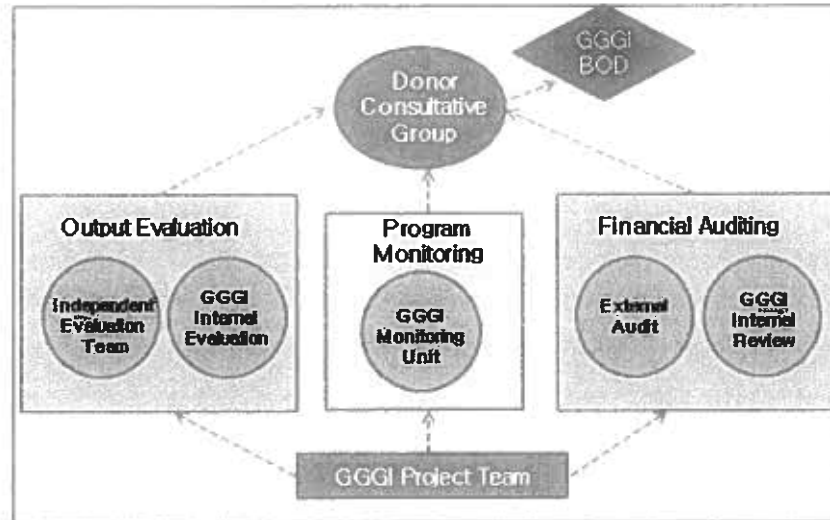 GGGI
BOD
Donor
Consultative
Group
Output Evaluation
Independent
Evaluation
Team
GGGI
Internal
Evaluation
Program
Monitoring
GGGI
Monitoring
Unit
Financial Auditing
External
Audit
GGGI
Internal
Review
GGGI Project Team